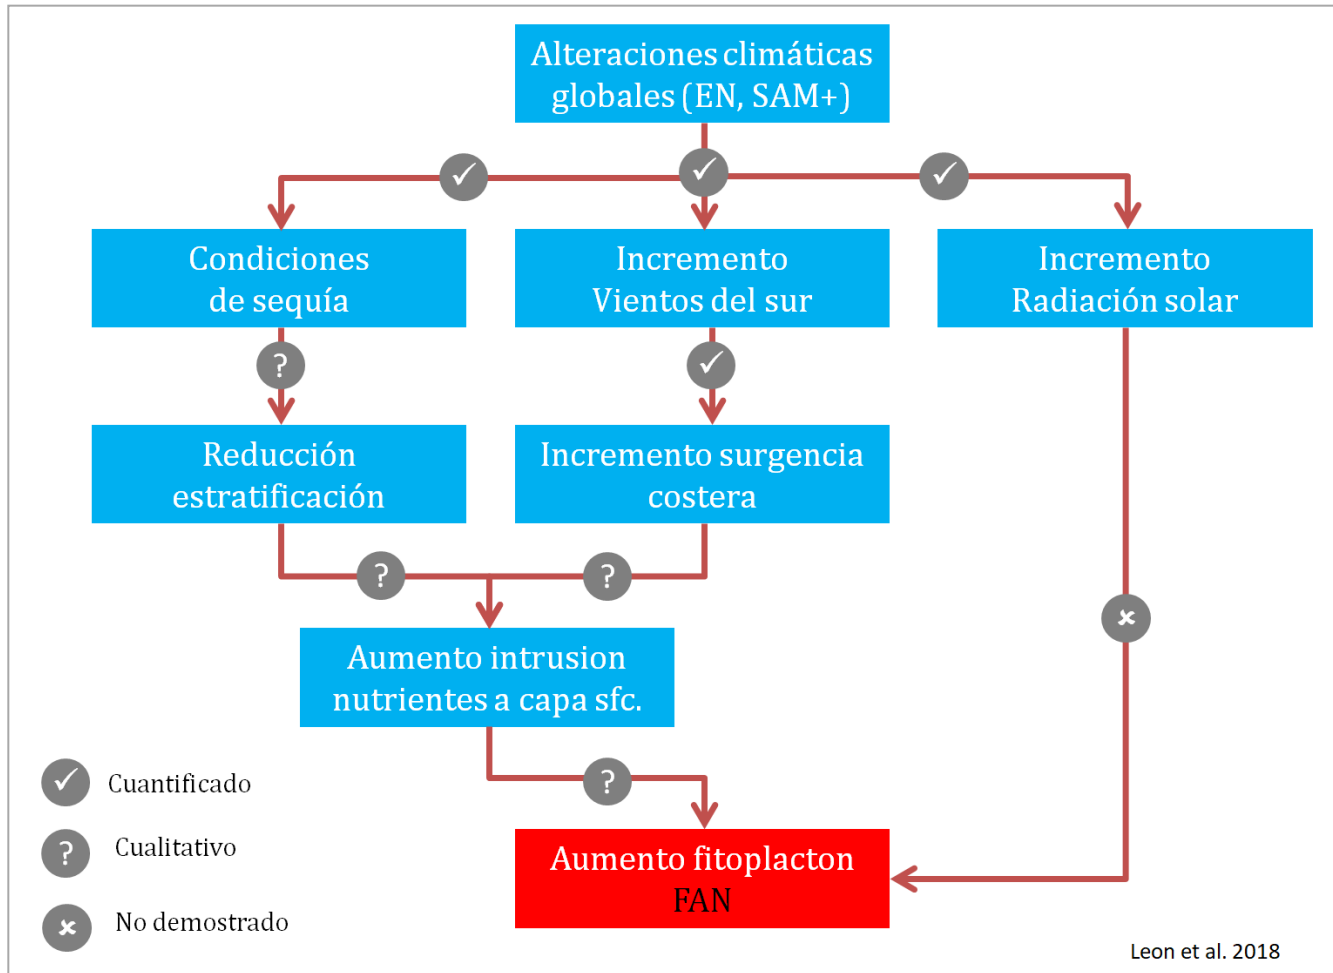 Alteraciones climáticas
globales (EN, SAM+)
Condiciones
de sequía
Incremento
Vientos del sur
Incremento
Radiación solar
?
Reducción
estratificación
Incremento surgencia
costera
?
?
Aumento intrusion
nutrientes a capa sfc.
?
Aumento fitoplacton
FAN
Cuantificado
? Cualitativo
No demostrado
Leon et al. 2018